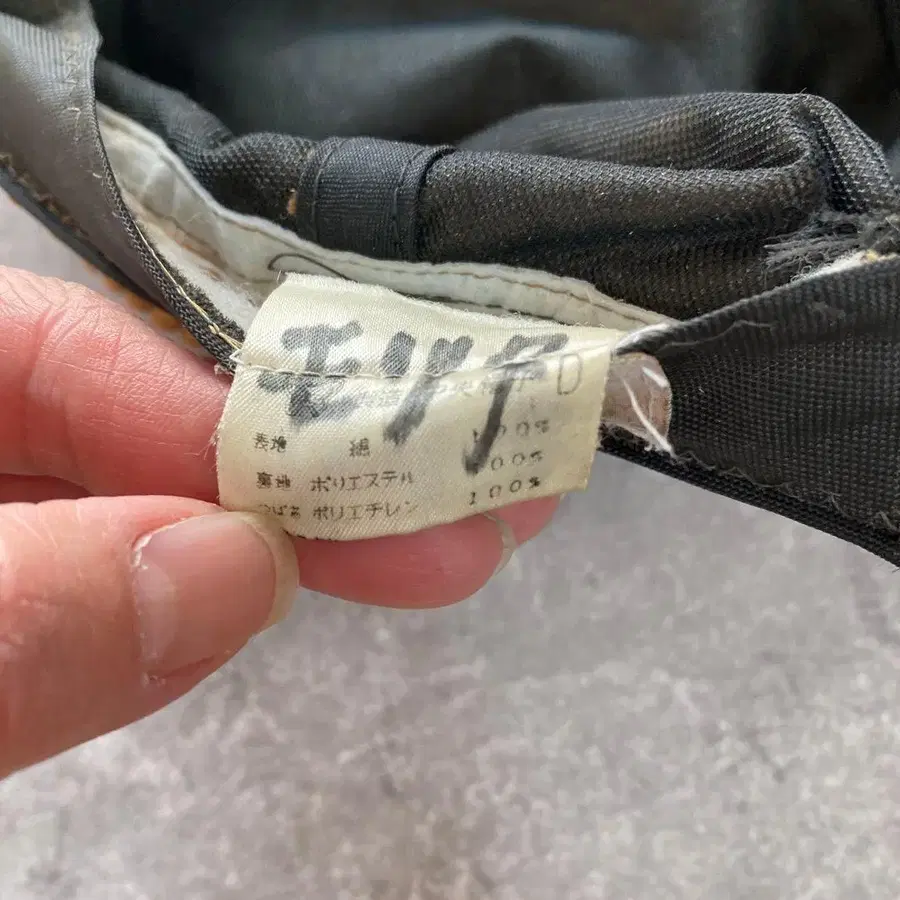 モリタ
D
表地 綿 100%
裏地 ポリエステル 100%
つば芯 ポリエチレン 100%